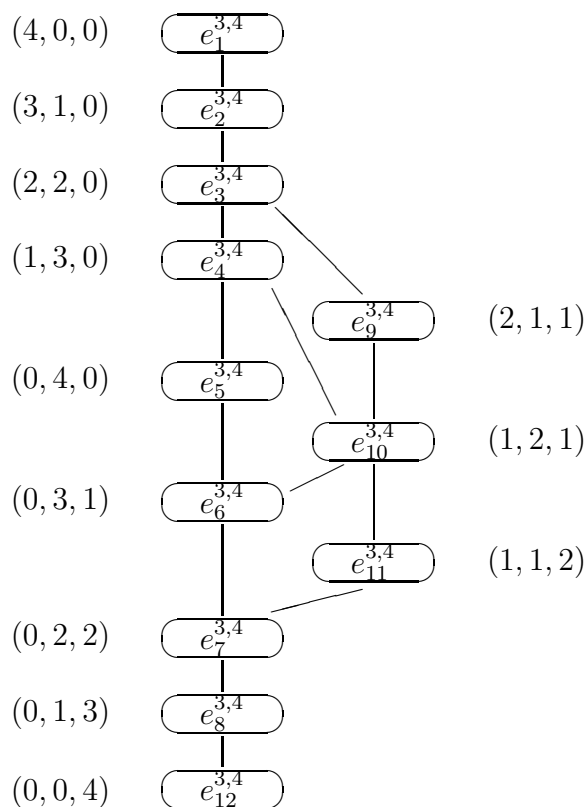 (4, 0, 0) e_1^{3,4}
(3, 1, 0) e_2^{3,4}
(2, 2, 0) e_3^{3,4}
(1, 3, 0) e_4^{3,4}
e_9^{3,4} (2, 1, 1)
(0, 4, 0) e_5^{3,4}
e_{10}^{3,4} (1, 2, 1)
(0, 3, 1) e_6^{3,4}
e_{11}^{3,4} (1, 1, 2)
(0, 2, 2) e_7^{3,4}
(0, 1, 3) e_8^{3,4}
(0, 0, 4) e_{12}^{3,4}